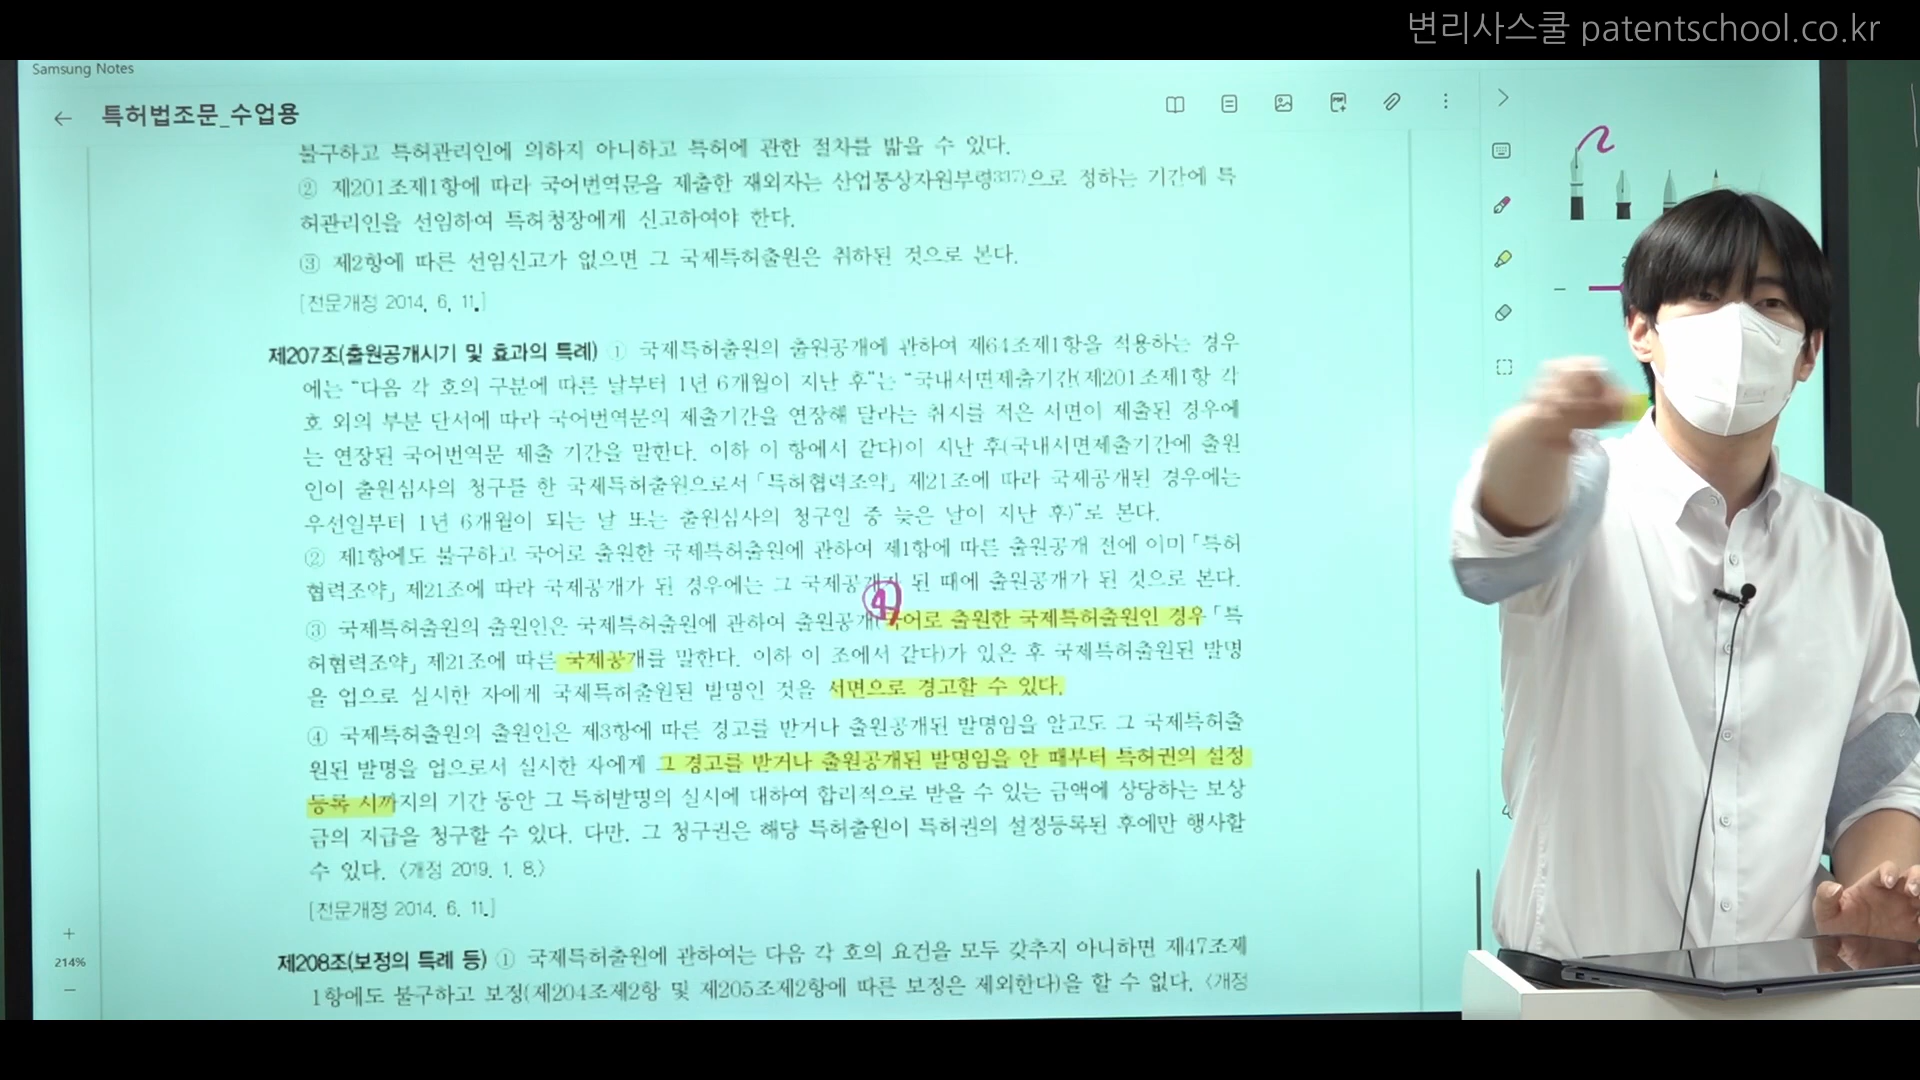 변리사스쿨 patentschool.co.kr
Samsung Notes
특허법조문_수업용
불구하고 특허관리인에 의하지 아니하고 특허에 관한 절차를 밟을 수 있다.
② 제201조제1항에 따라 국어번역문을 제출한 재외자는 산업통상자원부령337)으로 정하는 기간에 특
허관리인을 선임하여 특허청장에게 신고하여야 한다.
③ 제2항에 따른 선임신고가 없으면 그 국제특허출원은 취하된 것으로 본다.
[전문개정 2014. 6. 11.]
제207조(출원공개시기 및 효과의 특례) ① 국제특허출원의 출원공개에 관하여 제64조제1항을 적용하는 경우
에는 “다음 각 호의 구분에 따른 날부터 1년 6개월이 지난 후”는 “국내서면제출기간(제201조제1항 각
호 외의 부분 단서에 따라 국어번역문의 제출기간을 연장해 달라는 취지를 적은 서면이 제출된 경우에
는 연장된 국어번역문 제출 기간을 말한다. 이하 이 항에서 같다)이 지난 후(국내서면제출기간에 출원
인이 출원심사의 청구를 한 국제특허출원으로서 「특허협력조약」 제21조에 따라 국제공개된 경우에는
우선일부터 1년 6개월이 되는 날 또는 출원심사의 청구일 중 늦은 날이 지난 후)”로 본다.
② 제1항에도 불구하고 국어로 출원한 국제특허출원에 관하여 제1항에 따른 출원공개 전에 이미 「특허
협력조약」 제21조에 따라 국제공개가 된 경우에는 그 국제공개가 된 때에 출원공개가 된 것으로 본다.
④
③ 국제특허출원의 출원인은 국제특허출원에 관하여 출원공개(국어로 출원한 국제특허출원인 경우 「특
허협력조약」 제21조에 따른 국제공개를 말한다. 이하 이 조에서 같다)가 있은 후 국제특허출원된 발명
을 업으로 실시한 자에게 국제특허출원된 발명인 것을 서면으로 경고할 수 있다.
④ 국제특허출원의 출원인은 제3항에 따른 경고를 받거나 출원공개된 발명임을 알고도 그 국제특허출
원된 발명을 업으로서 실시한 자에게 그 경고를 받거나 출원공개된 발명임을 안 때부터 특허권의 설정
등록 시까지의 기간 동안 그 특허발명의 실시에 대하여 합리적으로 받을 수 있는 금액에 상당하는 보상
금의 지급을 청구할 수 있다. 다만, 그 청구권은 해당 특허출원이 특허권의 설정등록된 후에만 행사할
수 있다. 〈개정 2019. 1. 8.〉
[전문개정 2014. 6. 11.]
제208조(보정의 특례 등) ① 국제특허출원에 관하여는 다음 각 호의 요건을 모두 갖추지 아니하면 제47조제
1항에도 불구하고 보정(제204조제2항 및 제205조제2항에 따른 보정은 제외한다)을 할 수 없다. 〈개정
214%